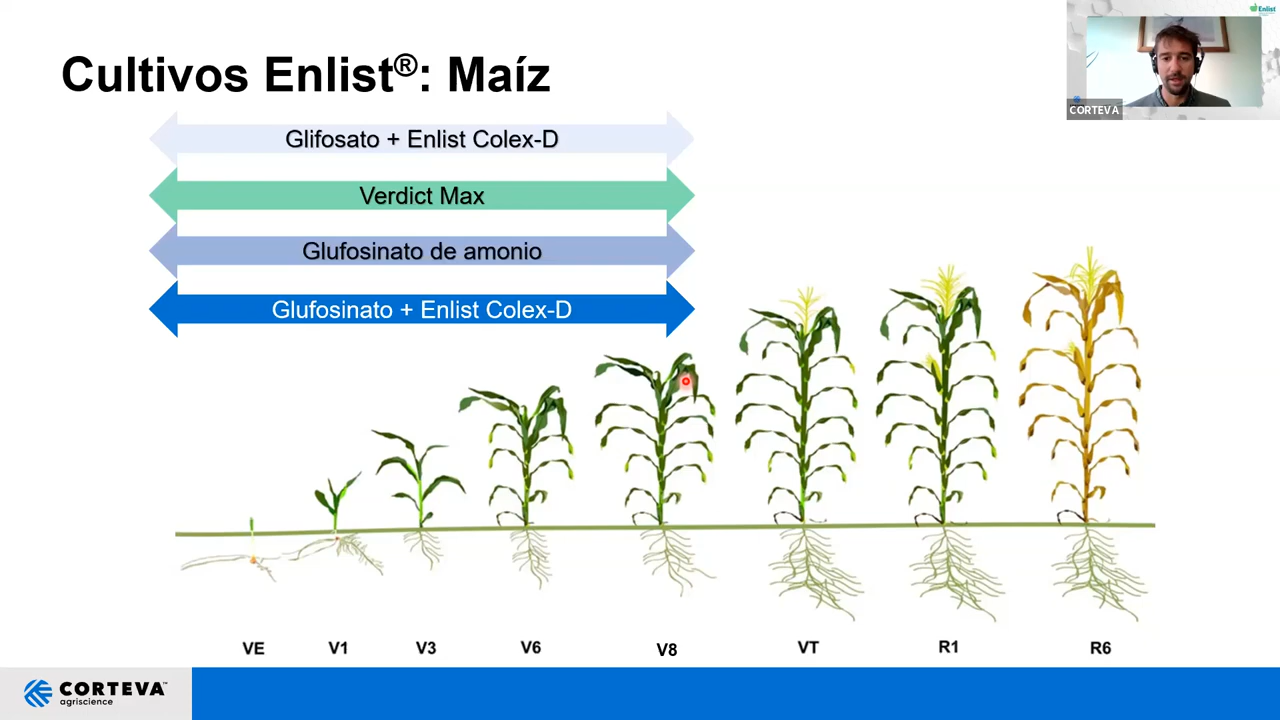 Cultivos Enlist®: Maíz
Enlist
CORTEVA
Glifosato + Enlist Colex-D
Verdict Max
Glufosinato de amonio
Glufosinato + Enlist Colex-D
VE V1 V3 V6 V8 VT R1 R6
CORTEVA™
agriscience